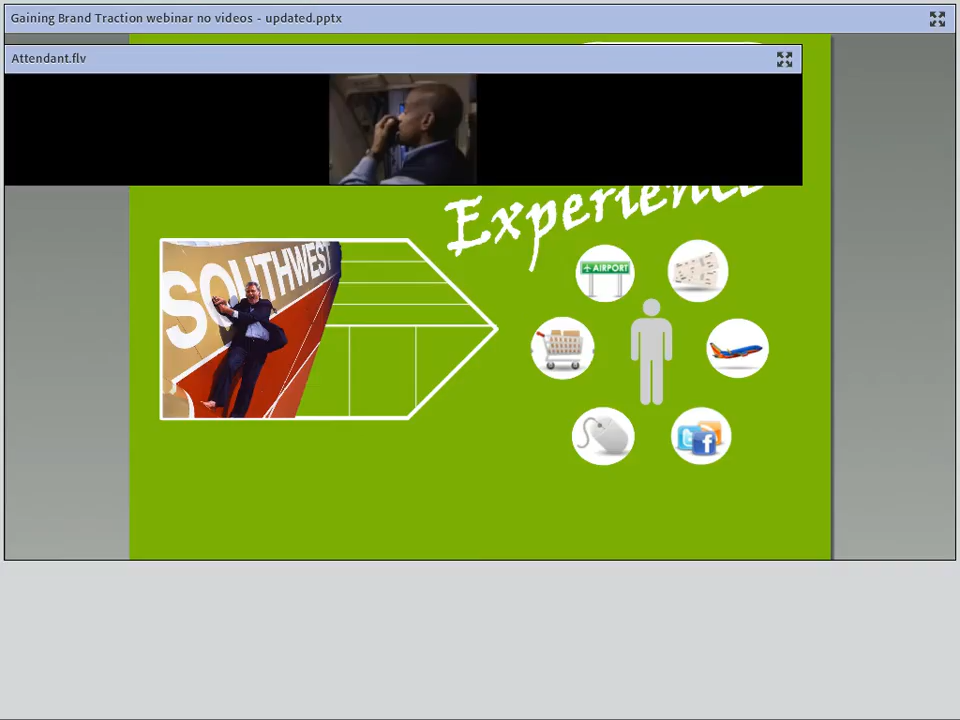 Gaining Brand Traction webinar no videos - updated.pptx
Attendant.flv
Experience
SOUTHWEST
AIRPORT